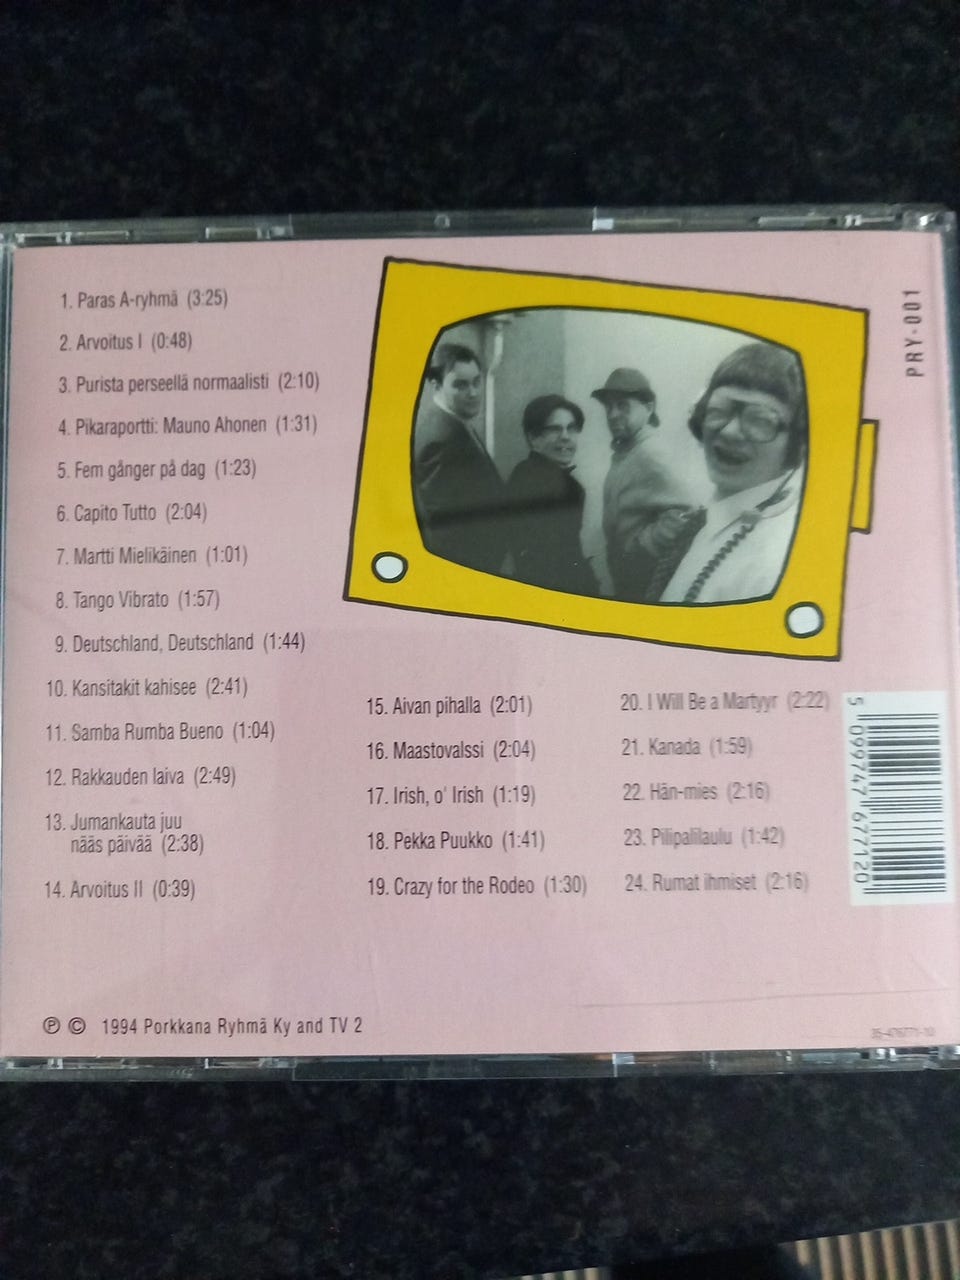 1. Paras A-ryhmä (3:25)
2. Arvoitus I (0:48)
3. Purista perseellä normaalisti (2:10)
4. Pikaraportti: Mauno Ahonen (1:31)
5. Fem gånger på dag (1:23)
6. Capito Tutto (2:04)
7. Martti Mielikäinen (1:01)
8. Tango Vibrato (1:57)
9. Deutschland, Deutschland (1:44)
10. Kansitakit kahisee (2:41)
11. Samba Rumba Bueno (1:04)
12. Rakkauden laiva (2:49)
13. Jumankauta juu
nääs päivää (2:38)
14. Arvoitus II (0:39)
15. Aivan pihalla (2:01)
16. Maastovalssi (2:04)
17. Irish, o' Irish (1:19)
18. Pekka Puukko (1:41)
19. Crazy for the Rodeo (1:30)
20. I Will Be a Martyyr (2:22)
21. Kanada (1:59)
22. Hän-mies (2:16)
23. Pilipalilaulu (1:42)
24. Rumat ihmiset (2:16)
PRY-001
5 099747 677120
℗ © 1994 Porkkana Ryhmä Ky and TV 2